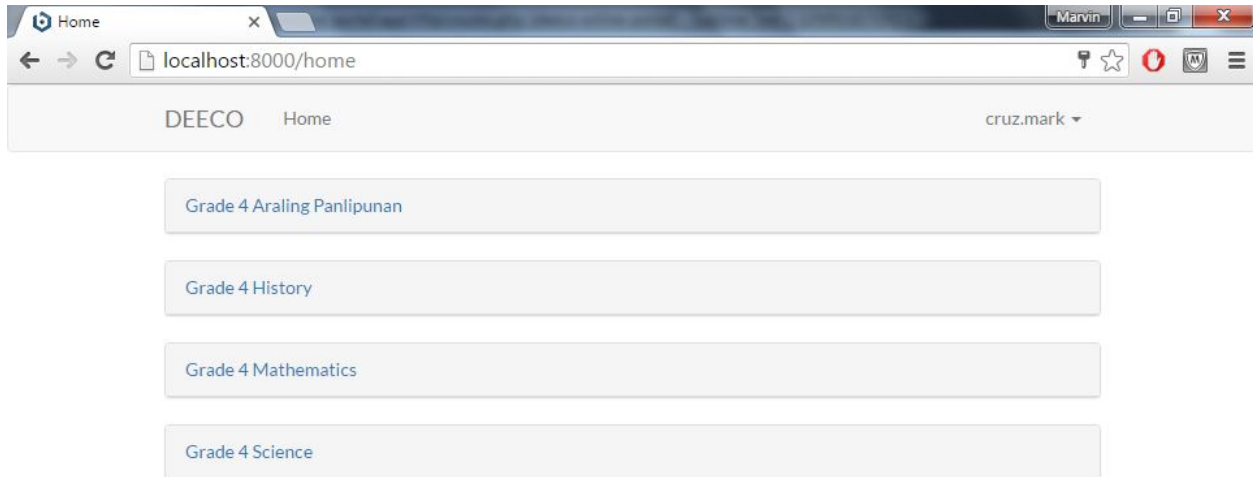 Home
Marvin
localhost:8000/home
DEECO Home cruz.mark
Grade 4 Araling Panlipunan
Grade 4 History
Grade 4 Mathematics
Grade 4 Science